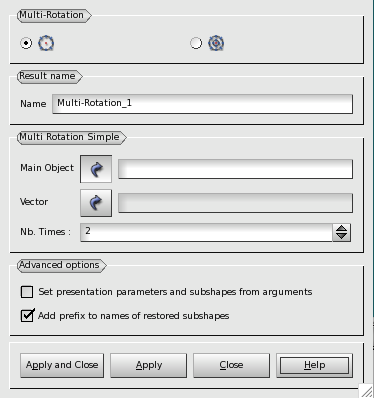 Multi-Rotation
Result name
Name Multi-Rotation_1
Multi Rotation Simple
Main Object
Vector
Nb. Times : 2
Advanced options
Set presentation parameters and subshapes from arguments
Add prefix to names of restored subshapes
Apply and Close Apply Close Help